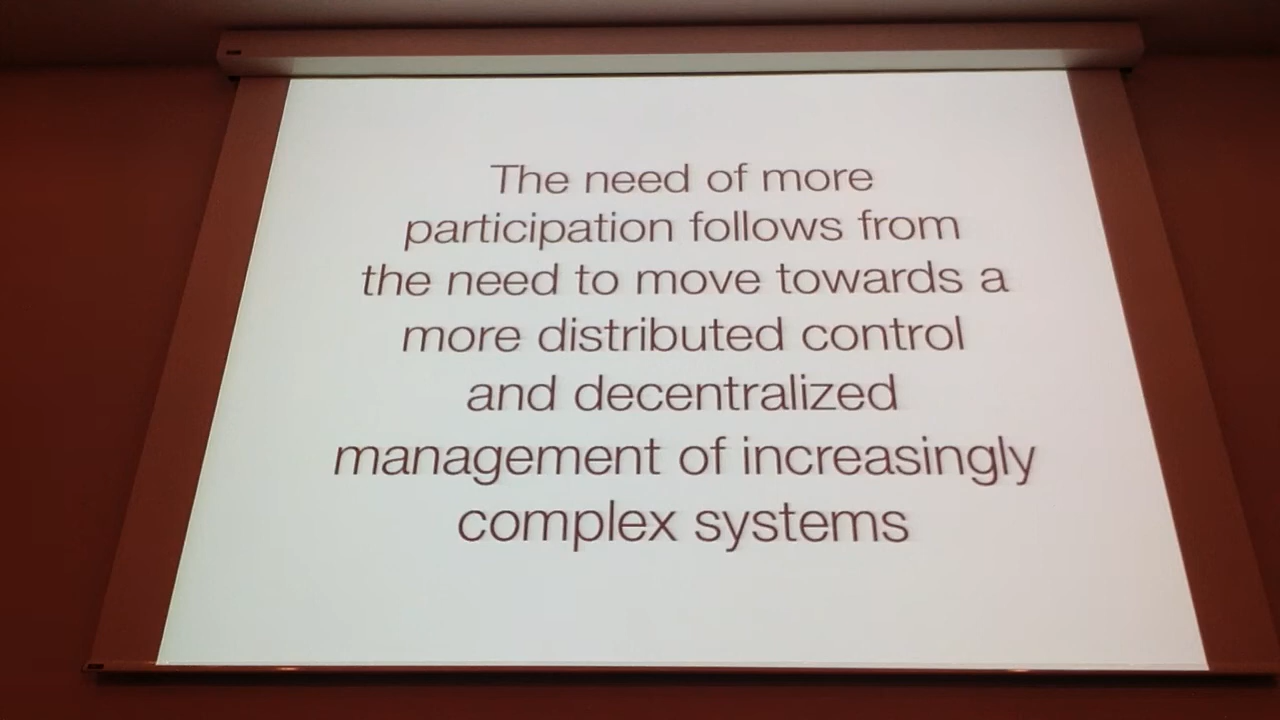 The need of more
participation follows from
the need to move towards a
more distributed control
and decentralized
management of increasingly
complex systems